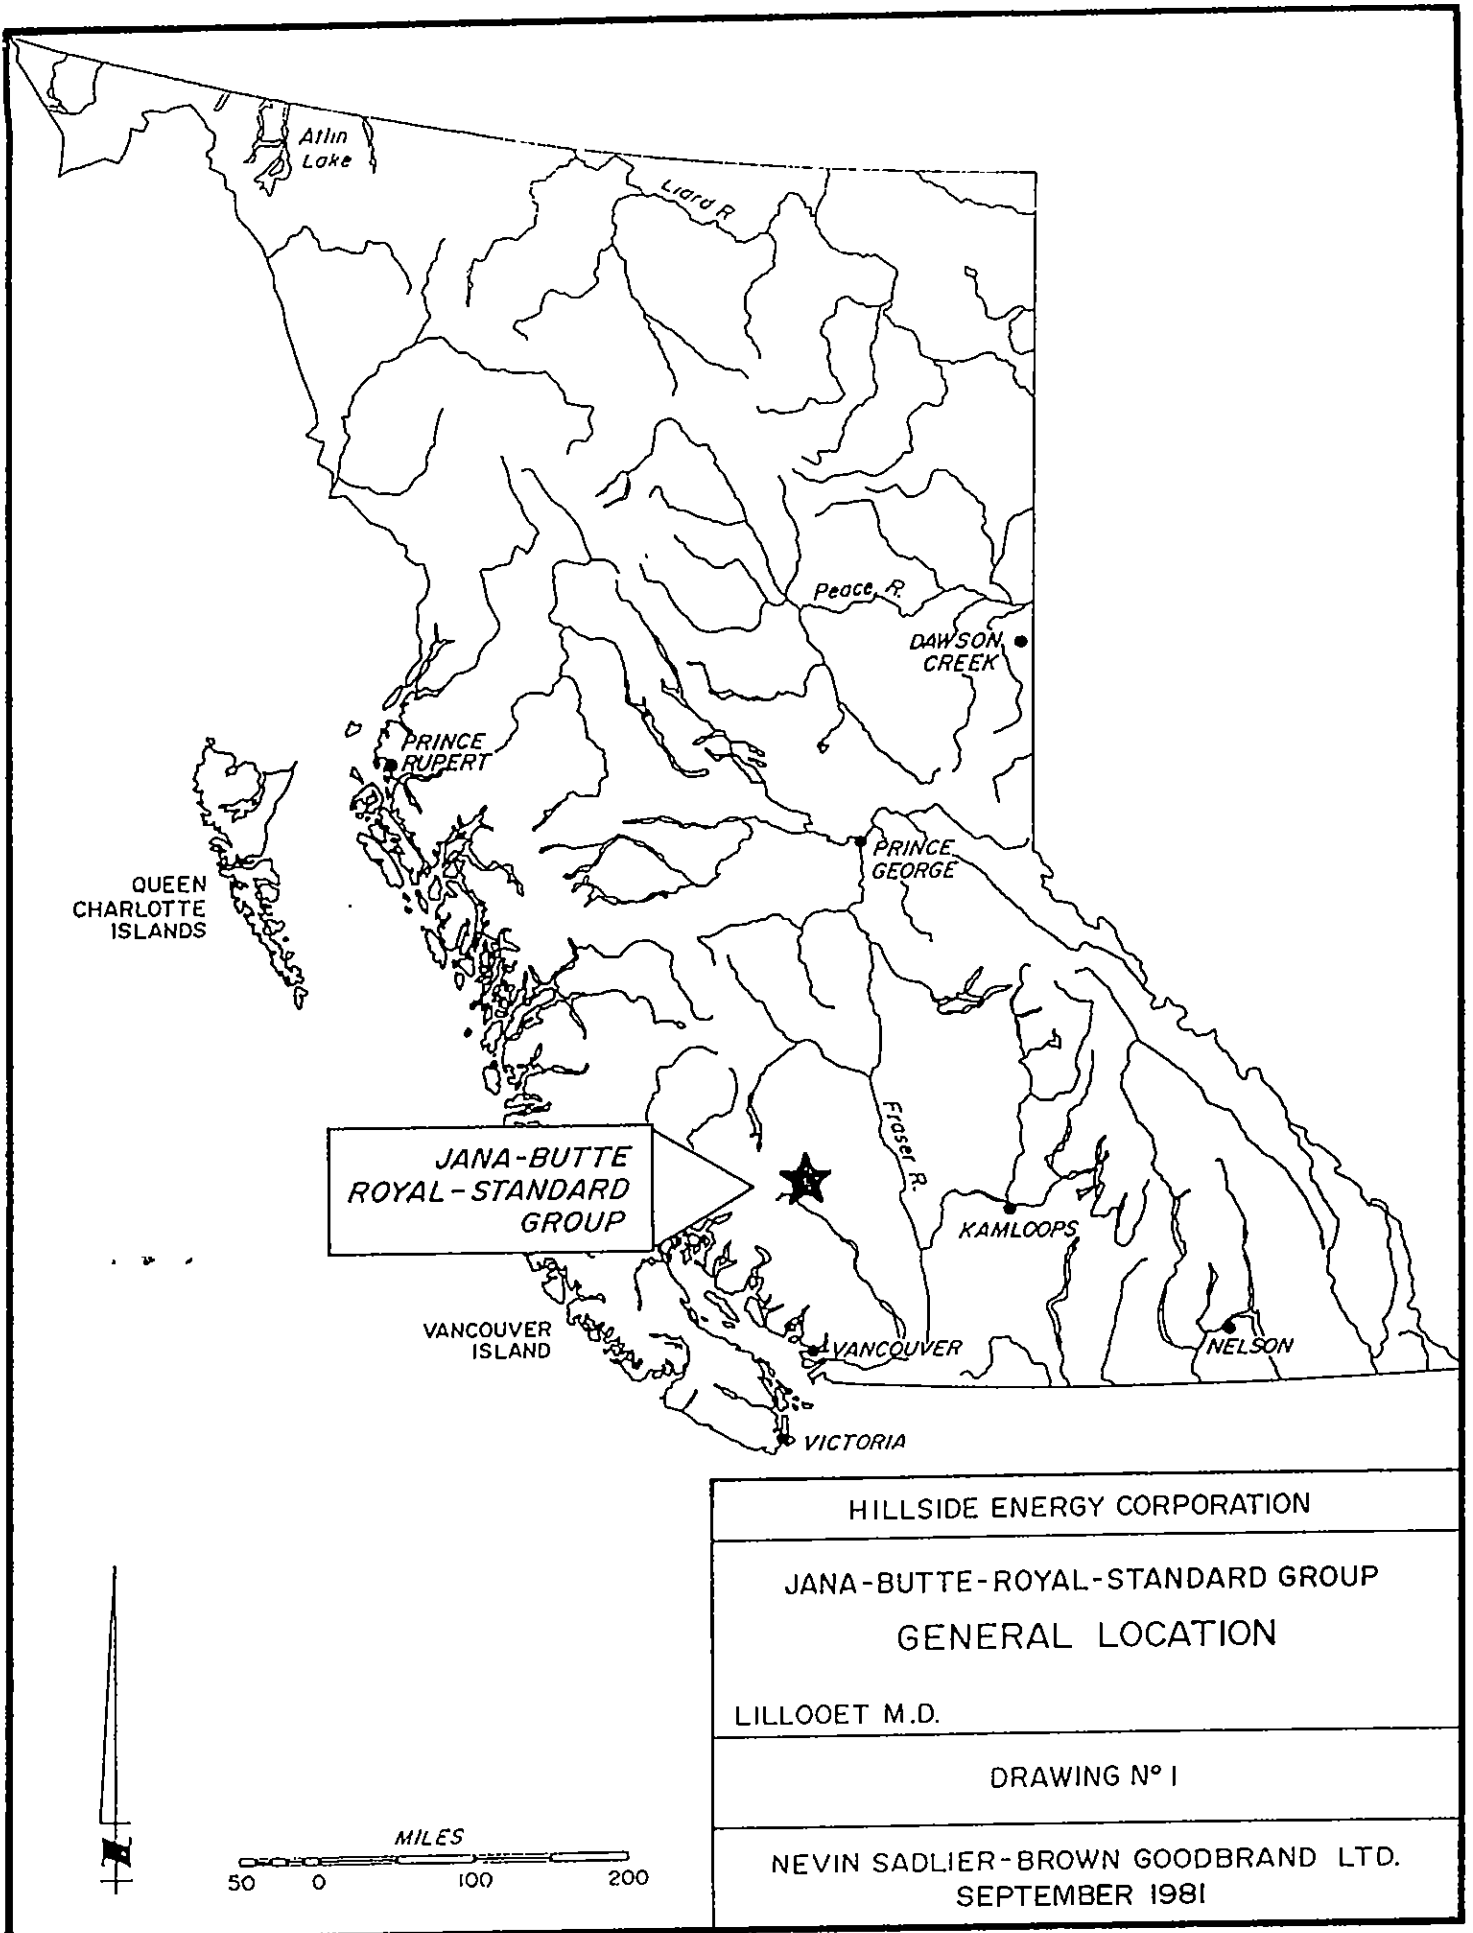 Atlin
Lake
Liard R.
Peace R.
DAWSON
CREEK
PRINCE
RUPERT
PRINCE
GEORGE
QUEEN
CHARLOTTE
ISLANDS
Fraser R.
JANA-BUTTE
ROYAL-STANDARD
GROUP
KAMLOOPS
VANCOUVER
ISLAND
VANCOUVER
NELSON
VICTORIA
HILLSIDE ENERGY CORPORATION
JANA-BUTTE-ROYAL-STANDARD GROUP
GENERAL LOCATION
LILLOOET M.D.
DRAWING Nº 1
NEVIN SADLIER-BROWN GOODBRAND LTD.
SEPTEMBER 1981
MILES
50 0 100 200